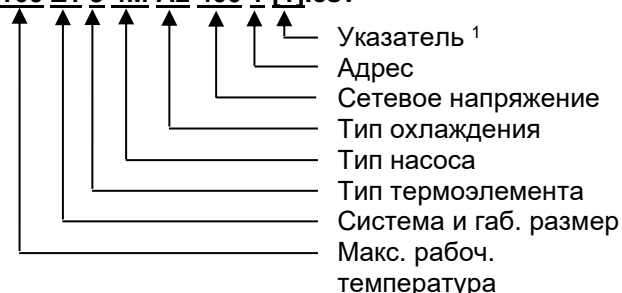 Указатель ¹
Адрес
Сетевое напряжение
Тип охлаждения
Тип насоса
Тип термоэлемента
Система и габ. размер
Макс. рабоч.
температура